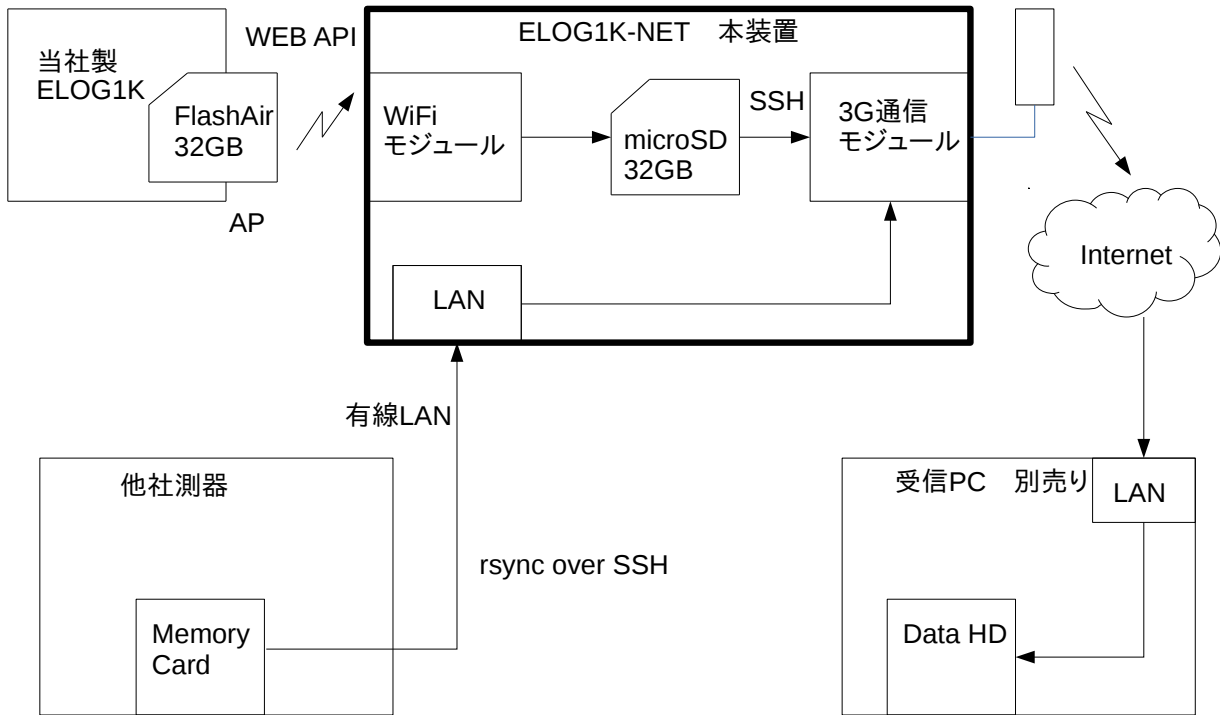 ELOG1K-NET　本装置
WEB API
当社製
ELOG1K
FlashAir
32GB
AP
WiFi
モジュール
microSD
32GB
SSH
3G通信
モジュール
Internet
LAN
有線LAN
他社測器
rsync over SSH
Memory
Card
受信PC　別売り
LAN
Data HD